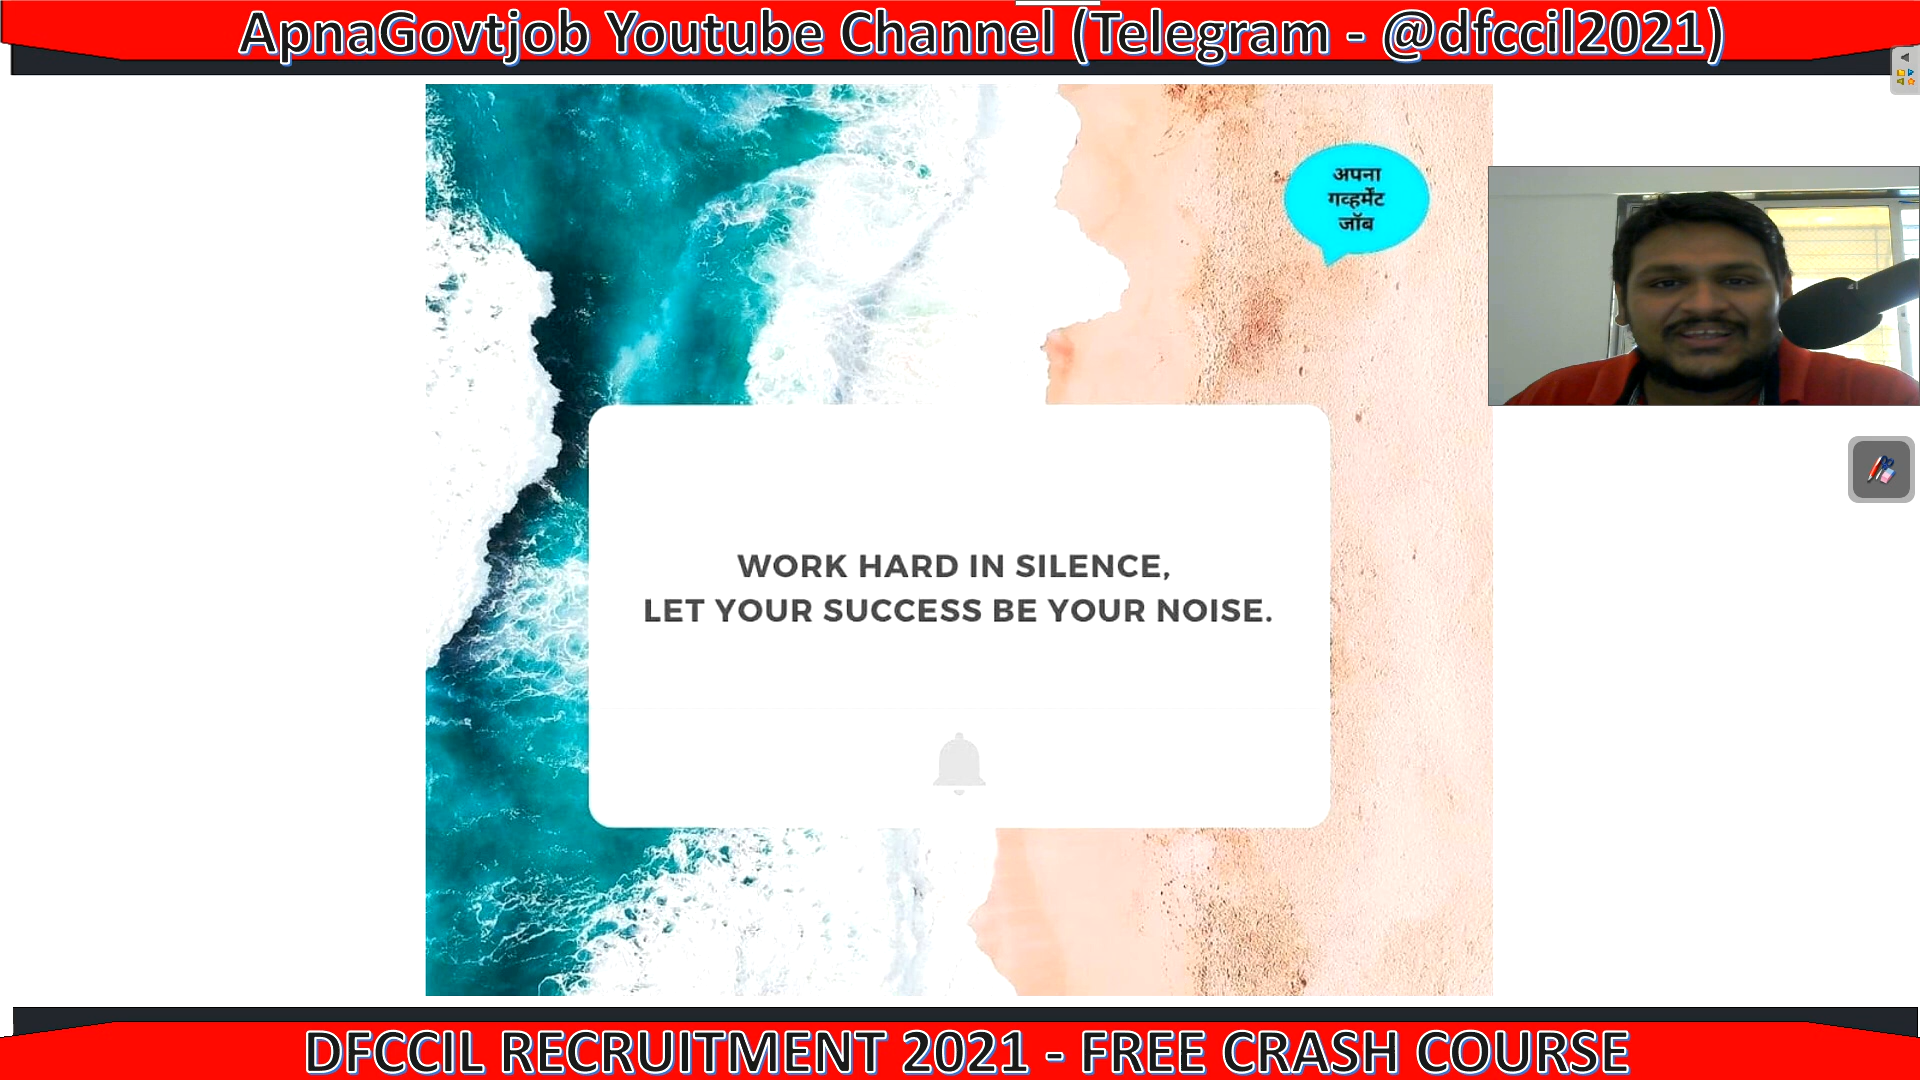 ApnaGovtjob Youtube Channel (Telegram - @dfccil2021)
अपना
गव्हर्मेंट
जॉब
WORK HARD IN SILENCE,
LET YOUR SUCCESS BE YOUR NOISE.
DFCCIL RECRUITMENT 2021 - FREE CRASH COURSE